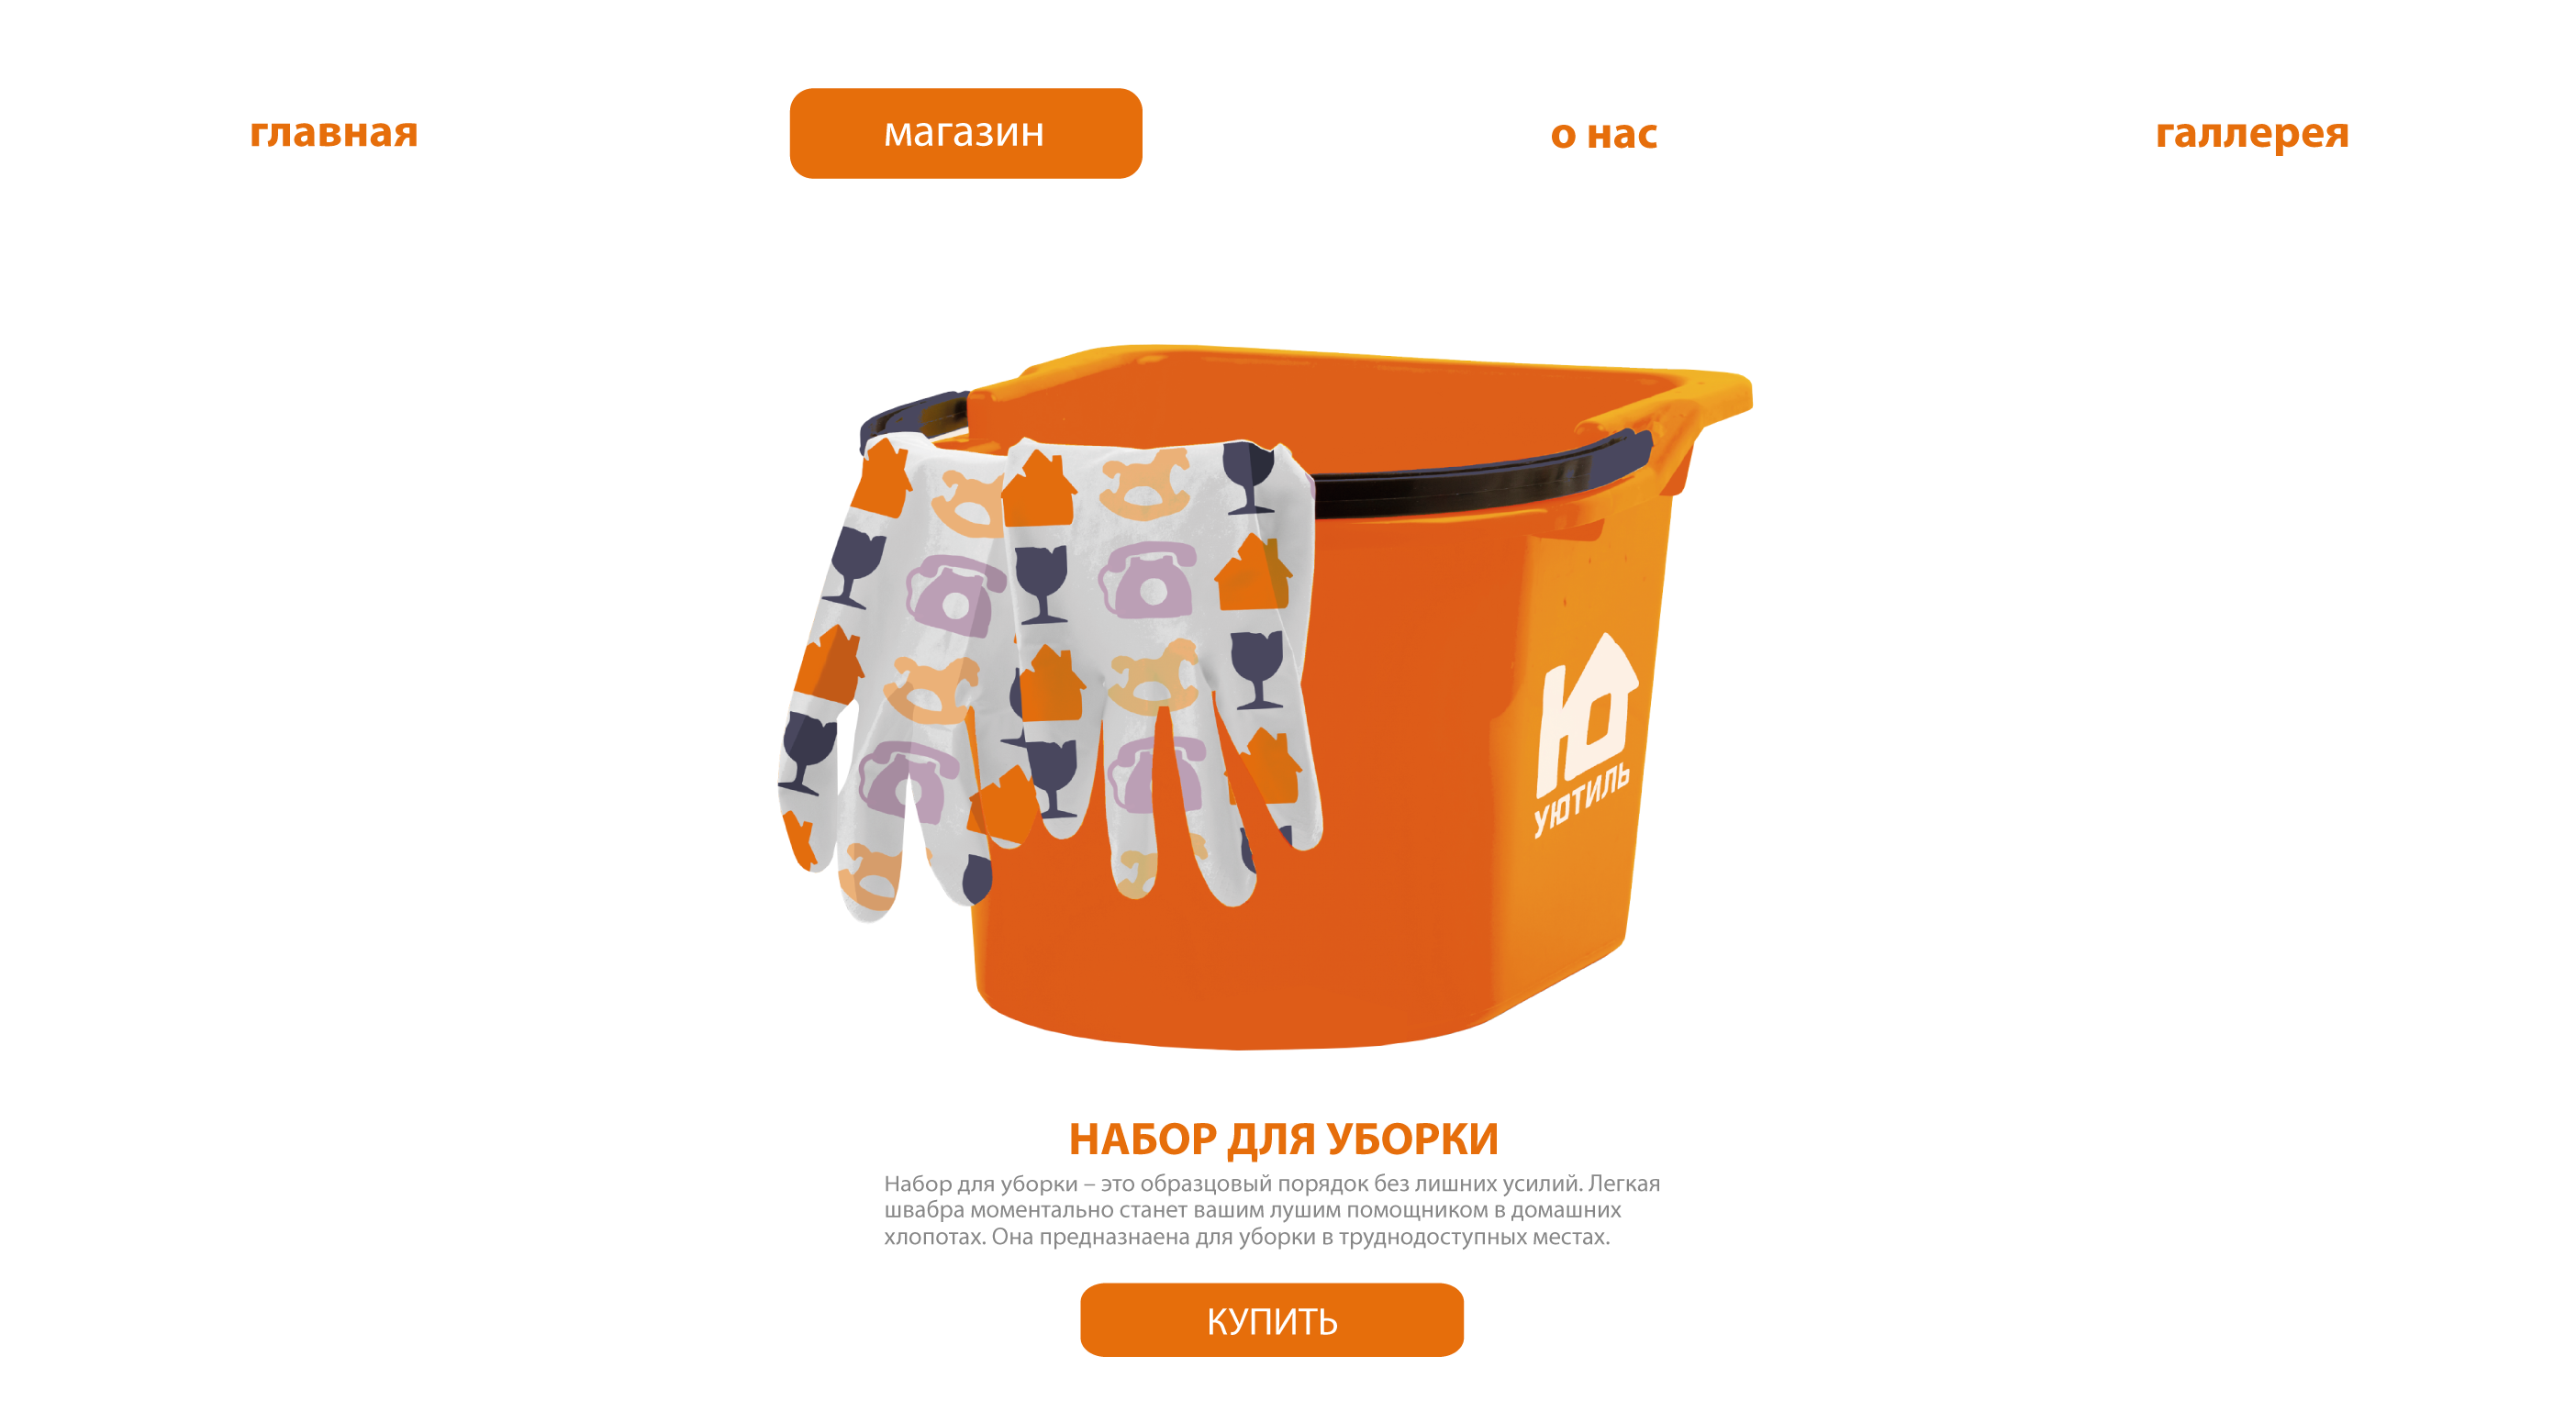 главная
магазин
о нас
галлерея
Ю
УЮТИЛЬ
НАБОР ДЛЯ УБОРКИ
Набор для уборки – это образцовый порядок без лишних усилий. Легкая
швабра моментально станет вашим лушим помощником в домашних
хлопотах. Она предназнаена для уборки в труднодоступных местах.
КУПИТЬ